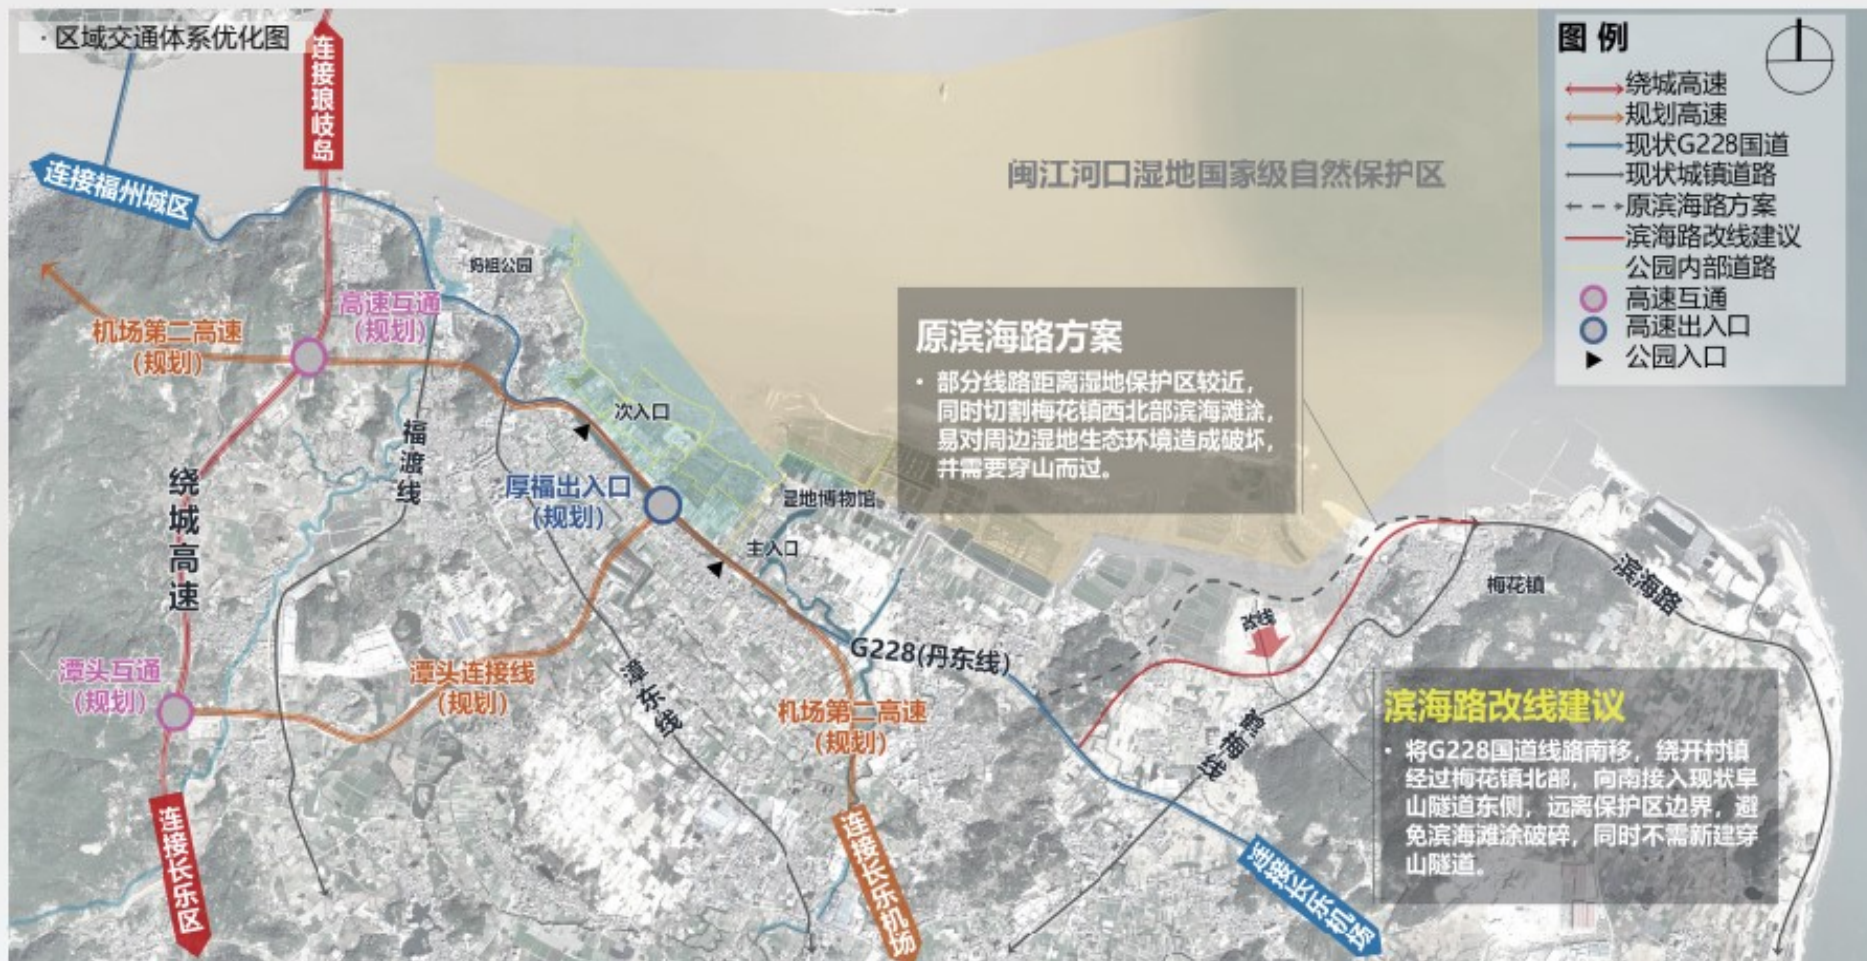 · 区域交通体系优化图
连接琅岐岛
连接福州城区
闽江河口湿地国家级自然保护区
图 例
绕城高速
规划高速
现状G228国道
现状城镇道路
原滨海路方案
滨海路改线建议
公园内部道路
高速互通
高速出入口
公园入口
妈祖公园
高速互通
(规划)
机场第二高速
(规划)
原滨海路方案
• 部分线路距离湿地保护区较近，
同时切割梅花镇西北部滨海滩涂，
易对周边湿地生态环境造成破坏，
并需要穿山而过。
次入口
福渡线
绕城高速
厚福出入口
(规划)
湿地博物馆
主入口
梅花镇
滨海路
改线
G228(丹东线)
潭头互通
(规划)
潭头连接线
(规划)
漳东线
机场第二高速
(规划)
鹤梅线
滨海路改线建议
• 将G228国道线路南移，绕开村镇
经过梅花镇北部，向南接入现状阜
山隧道东侧，远离保护区边界，避
免滨海滩涂破碎，同时不需新建穿
山隧道。
连接长乐区
连接长乐机场
连接长乐机场